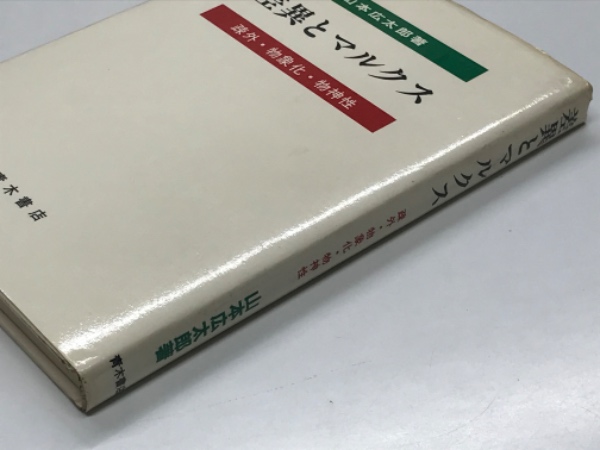 山本広太郎著
差異とマルクス
疎外・物象化・物神性
青木書店
差異とマルクス
疎外・物象化・物神性
山本広太郎著
青木書店